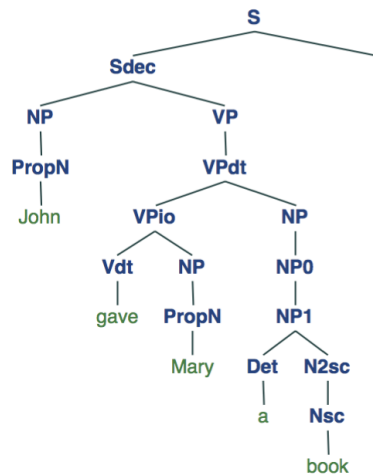 S
Sdec
NP VP
PropN VPdt
John VPio NP
Vdt NP NP0
gave PropN NP1
Mary Det N2sc
a Nsc
book